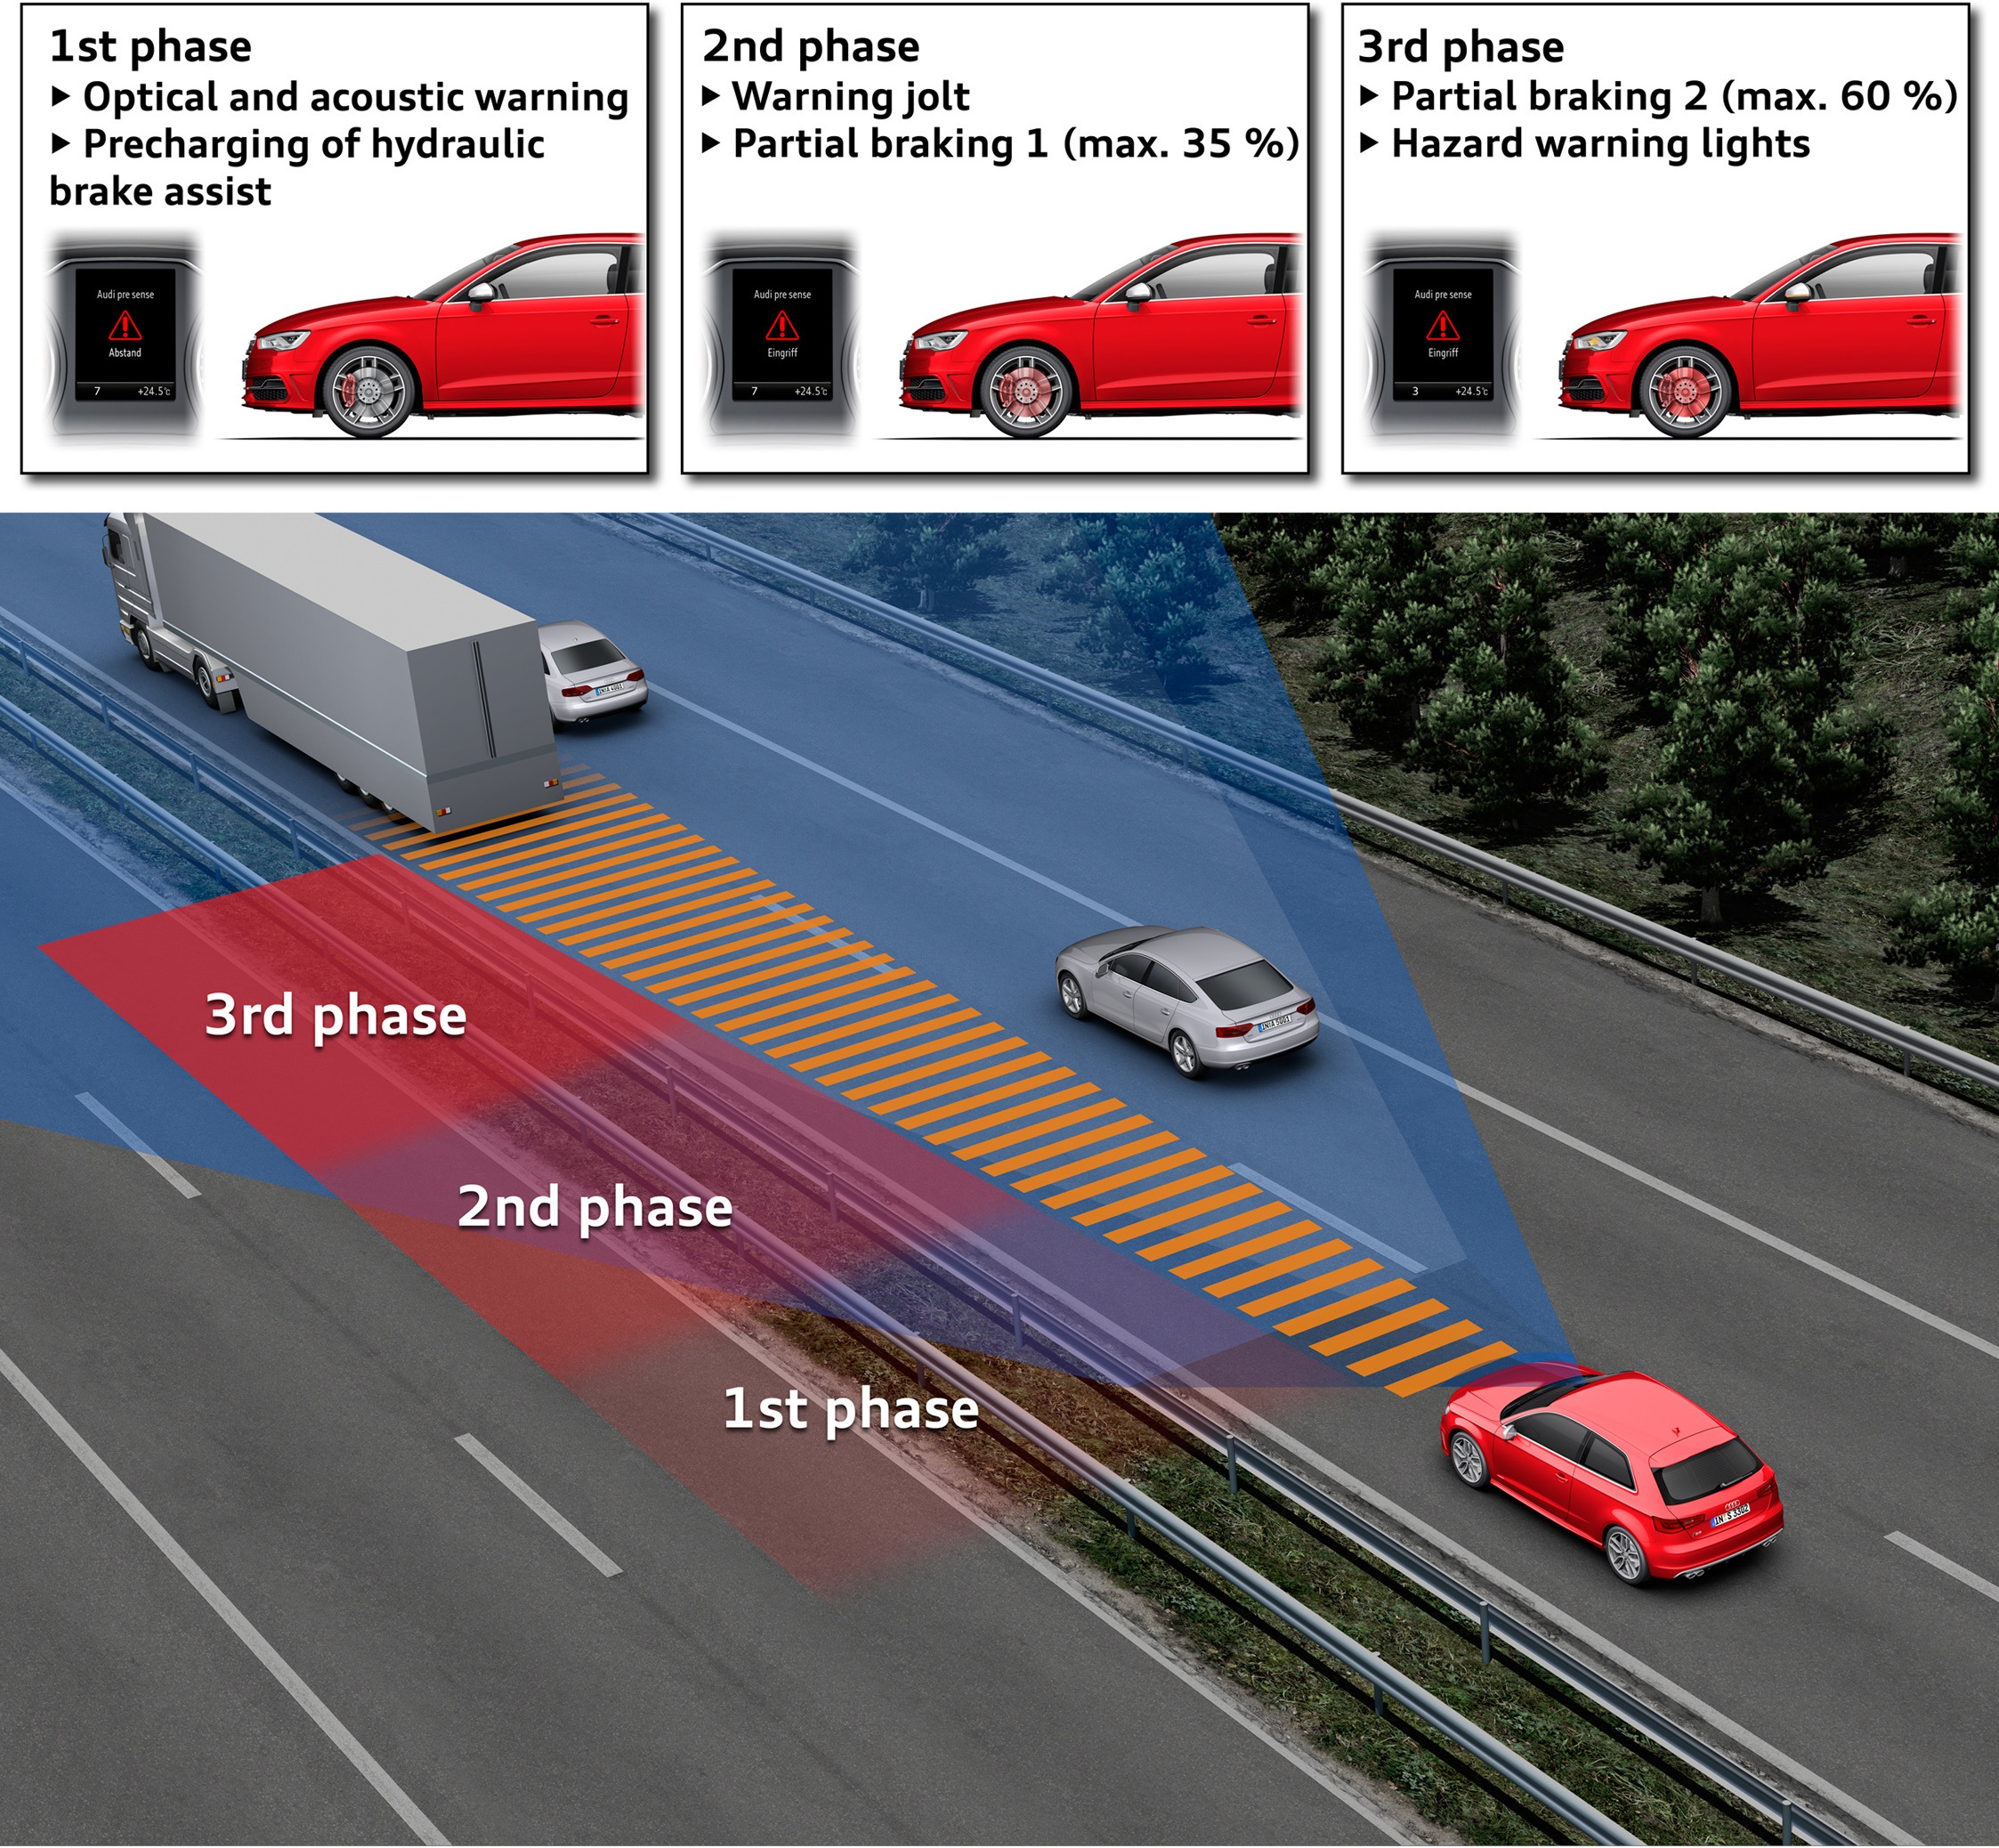 1st phase
▶ Optical and acoustic warning
▶ Precharging of hydraulic
brake assist
Audi pre sense
Abstand
7 +24.5°C
2nd phase
▶ Warning jolt
▶ Partial braking 1 (max. 35 %)
Audi pre sense
Eingriff
7 +24.5°C
3rd phase
▶ Partial braking 2 (max. 60 %)
▶ Hazard warning lights
Audi pre sense
Eingriff
3 +24.5°C
3rd phase
2nd phase
1st phase
IN S 3302